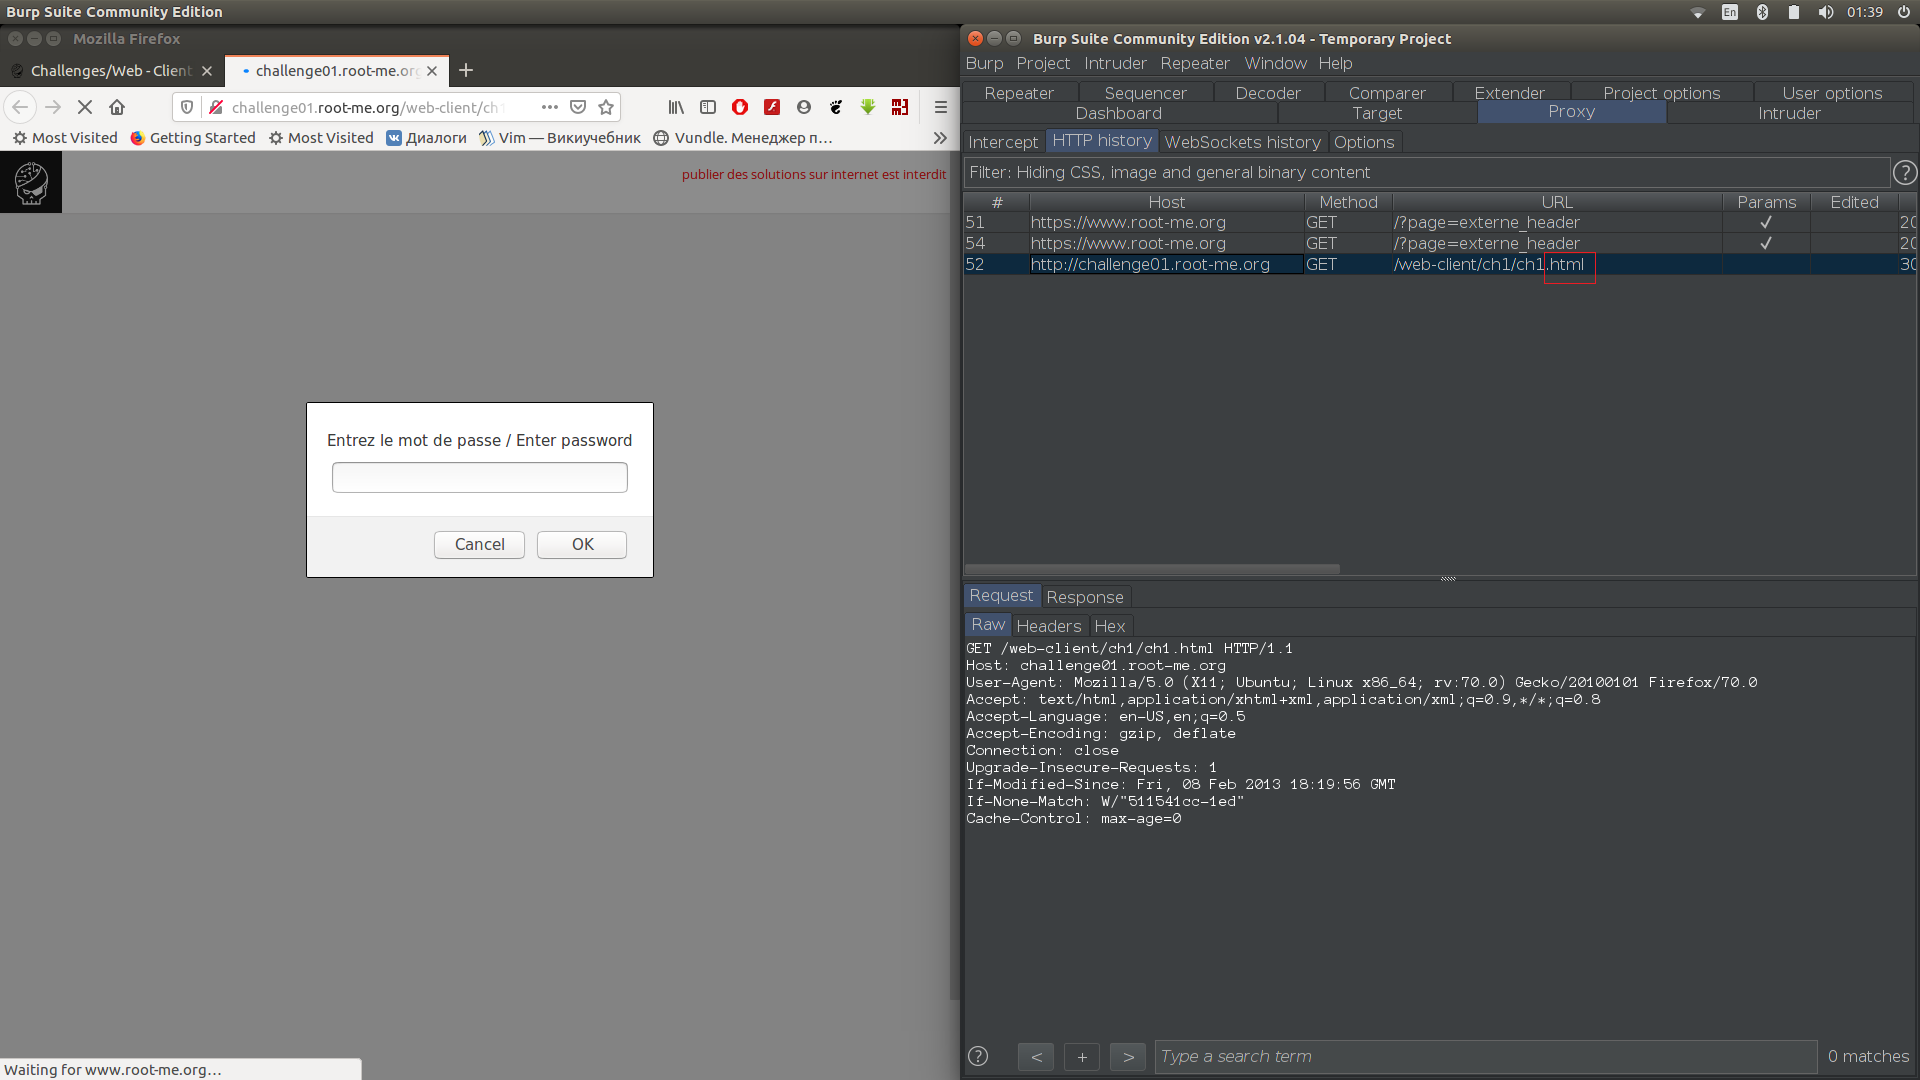 Burp Suite Community Edition
En
01:39
Mozilla Firefox
Challenges/Web - Client
challenge01.root-me.org
challenge01.root-me.org/web-client/ch1
Most Visited
Getting Started
Most Visited
Диалоги
Vim — Викиучебник
Vundle. Менеджер п…
publier des solutions sur internet est interdit
Entrez le mot de passe / Enter password
Cancel
OK
Waiting for www.root-me.org…
Burp Suite Community Edition v2.1.04 - Temporary Project
Burp Project Intruder Repeater Window Help
Repeater Sequencer Decoder Comparer Extender Project options User options
Dashboard Target Proxy Intruder
Intercept HTTP history WebSockets history Options
Filter: Hiding CSS, image and general binary content
?
# Host Method URL Params Edited
51 https://www.root-me.org GET /?page=externe_header ✓ 20
54 https://www.root-me.org GET /?page=externe_header ✓ 20
52 http://challenge01.root-me.org GET /web-client/ch1/ch1.html 30
Request Response
Raw Headers Hex
GET /web-client/ch1/ch1.html HTTP/1.1
Host: challenge01.root-me.org
User-Agent: Mozilla/5.0 (X11; Ubuntu; Linux x86_64; rv:70.0) Gecko/20100101 Firefox/70.0
Accept: text/html,application/xhtml+xml,application/xml;q=0.9,*/*;q=0.8
Accept-Language: en-US,en;q=0.5
Accept-Encoding: gzip, deflate
Connection: close
Upgrade-Insecure-Requests: 1
If-Modified-Since: Fri, 08 Feb 2013 18:19:56 GMT
If-None-Match: W/"511541cc-1ed"
Cache-Control: max-age=0
? < + > Type a search term 0 matches